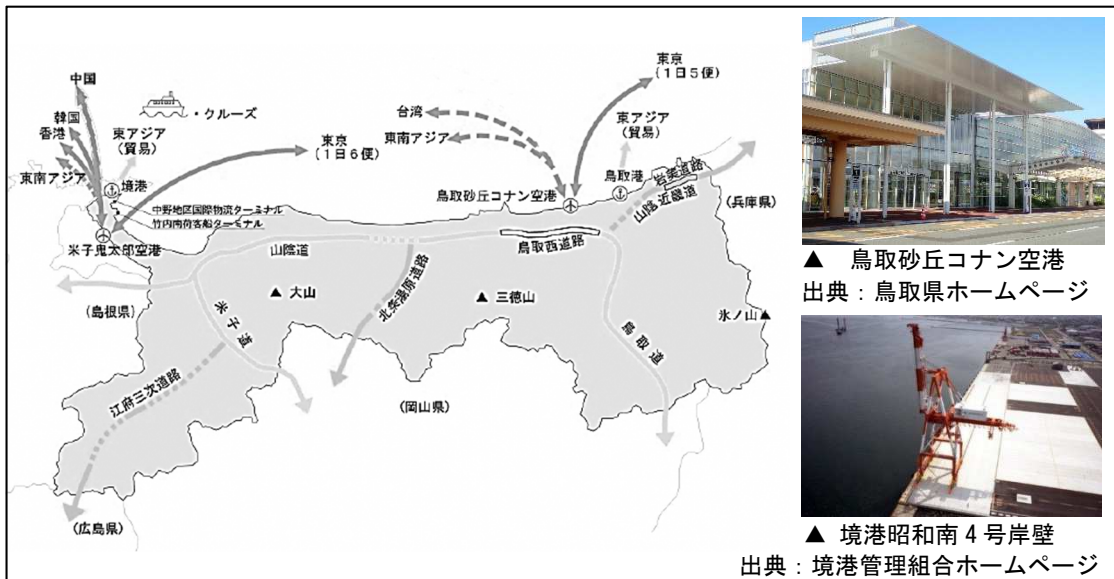 中国
韓国
香港
東南アジア
・クルーズ
東アジア
(貿易)
境港
中野地区国際物流ターミナル
竹内南荷客船ターミナル
米子鬼太郎空港
東京
(1日6便)
台湾
東南アジア
東京
(1日5便)
東アジア
(貿易)
鳥取港
鳥取砂丘コナン空港
岩美道路
山陰近畿道
(兵庫県)
山陰道
鳥取西道路
(島根県)
▲ 大山
米子道
北条湯原道路
▲ 三徳山
氷ノ山▲
鳥取道
江府三次道路
(岡山県)
(広島県)
▲ 鳥取砂丘コナン空港
出典：鳥取県ホームページ
▲ 境港昭和南4号岸壁
出典：境港管理組合ホームページ